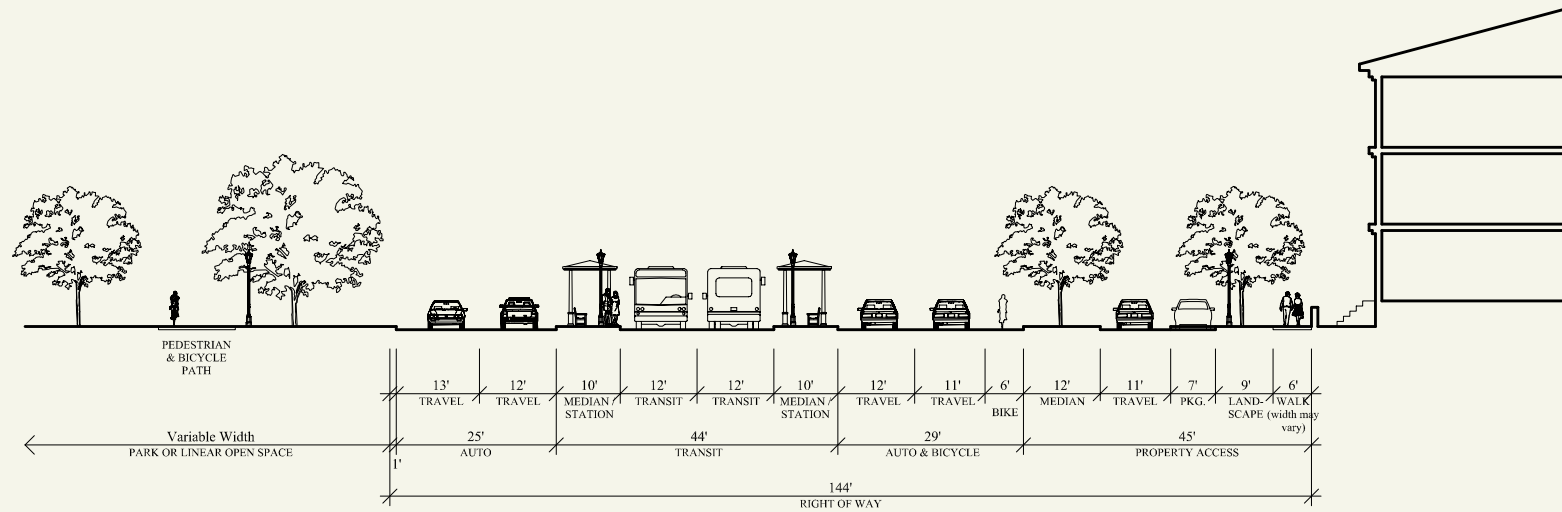 PEDESTRIAN
& BICYCLE
PATH
13' 12' 10' 12' 12' 10' 12' 11' 6' 12' 11' 7' 9' 6'
TRAVEL TRAVEL MEDIAN / TRANSIT TRANSIT MEDIAN / TRAVEL TRAVEL BIKE MEDIAN TRAVEL PKG. LAND- WALK
STATION STATION SCAPE (width may
vary)
Variable Width 25' 44' 29' 45'
PARK OR LINEAR OPEN SPACE AUTO TRANSIT AUTO & BICYCLE PROPERTY ACCESS
1'
144'
RIGHT OF WAY